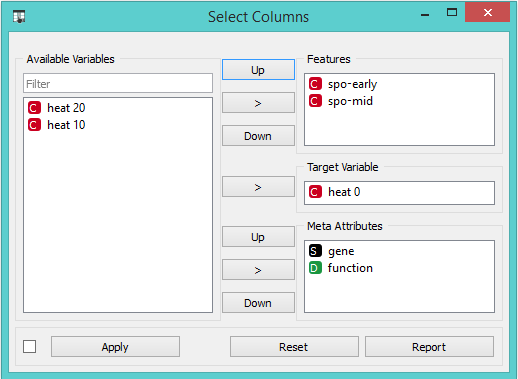 Select Columns
Available Variables
Filter
C heat 20
C heat 10
Up
>
Down
>
Up
>
Down
Features
C spo-early
C spo-mid
Target Variable
C heat 0
Meta Attributes
S gene
D function
Apply
Reset
Report